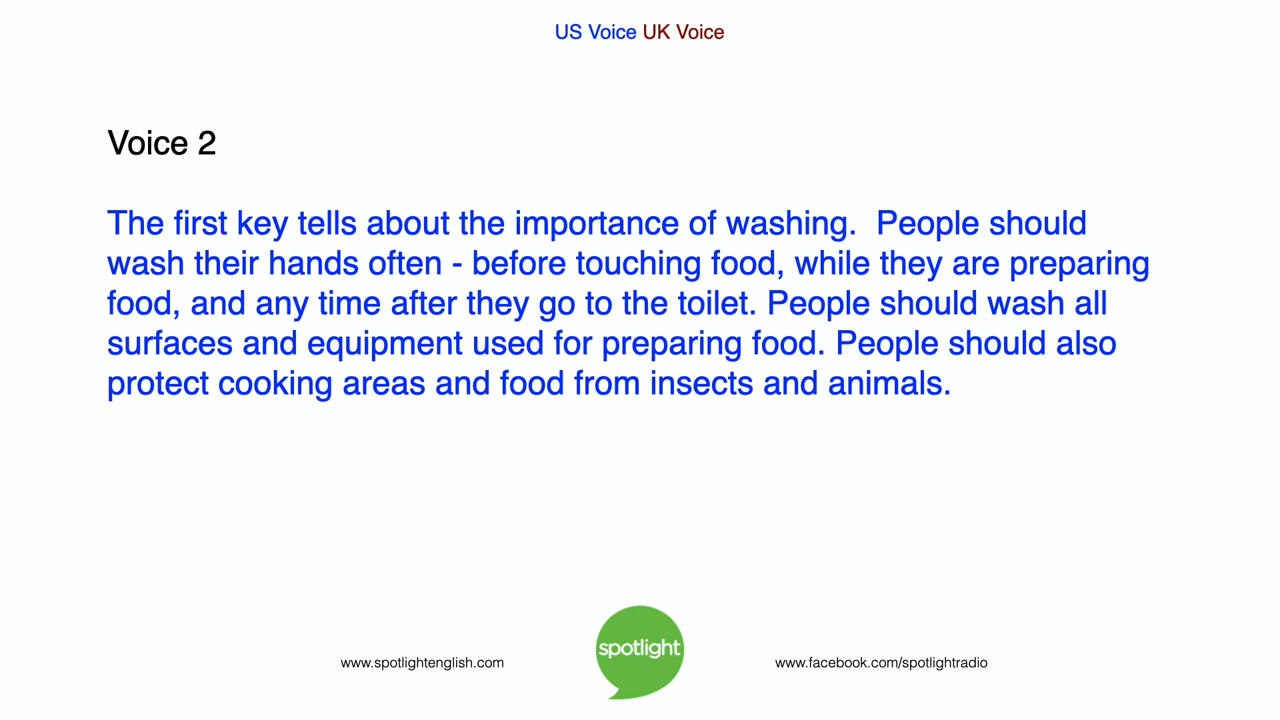 US Voice UK Voice
Voice 2
The first key tells about the importance of washing.  People should
wash their hands often - before touching food, while they are preparing
food, and any time after they go to the toilet. People should wash all
surfaces and equipment used for preparing food. People should also
protect cooking areas and food from insects and animals.
spotlight
www.spotlightenglish.com
www.facebook.com/spotlightradio